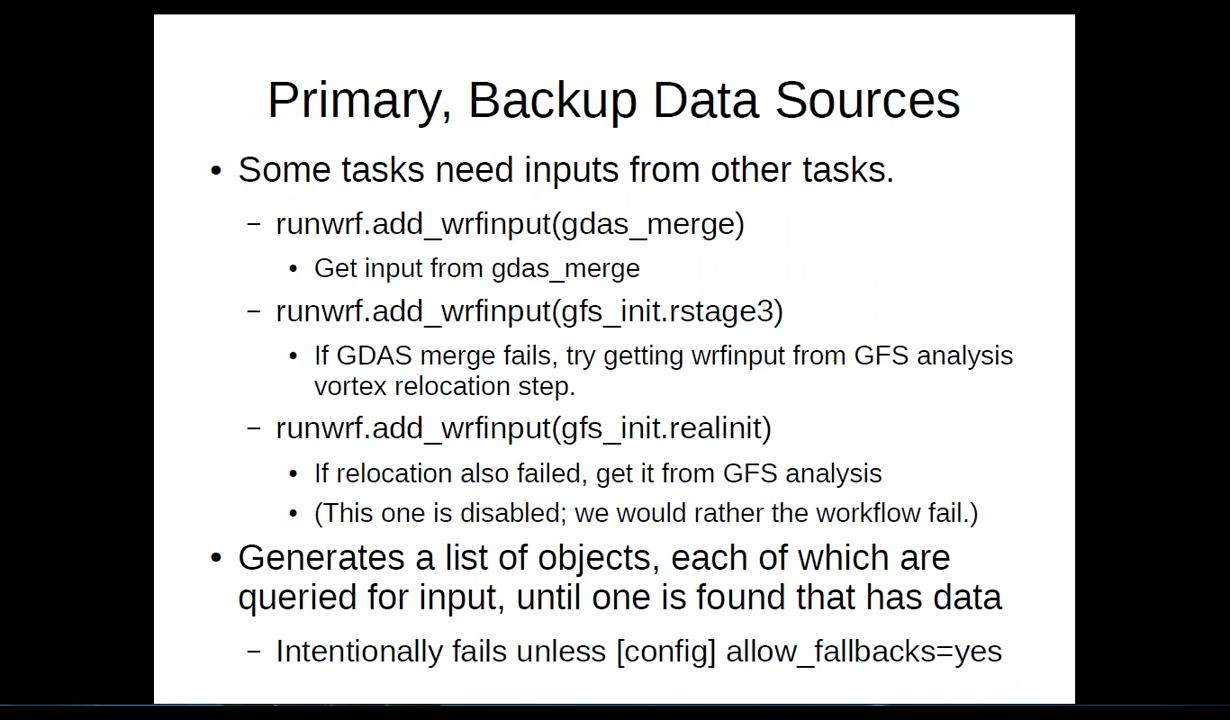 Primary, Backup Data Sources
• Some tasks need inputs from other tasks.
– runwrf.add_wrfinput(gdas_merge)
• Get input from gdas_merge
– runwrf.add_wrfinput(gfs_init.rstage3)
• If GDAS merge fails, try getting wrfinput from GFS analysis
vortex relocation step.
– runwrf.add_wrfinput(gfs_init.realinit)
• If relocation also failed, get it from GFS analysis
• (This one is disabled; we would rather the workflow fail.)
• Generates a list of objects, each of which are
queried for input, until one is found that has data
– Intentionally fails unless [config] allow_fallbacks=yes